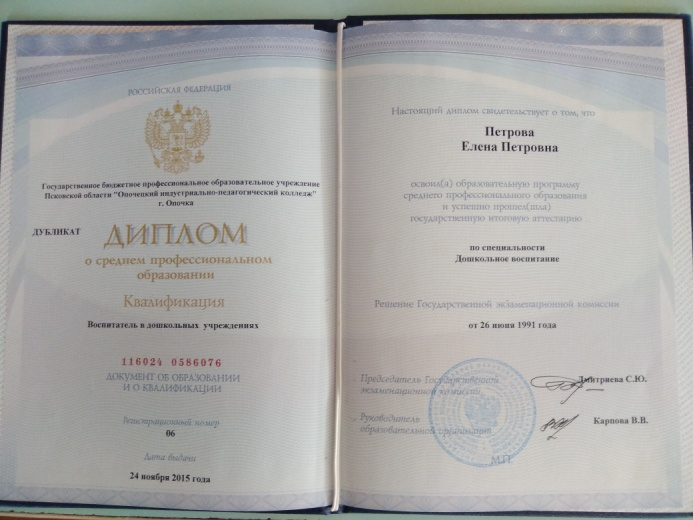 РОССИЙСКАЯ ФЕДЕРАЦИЯ
Государственное бюджетное профессиональное образовательное учреждение
Псковской области "Опочецкий индустриально-педагогический колледж"
г. Опочка
ДУБЛИКАТ
ДИПЛОМ
о среднем профессиональном
образовании
Квалификация
Воспитатель в дошкольных учреждениях
116024 0586076
ДОКУМЕНТ ОБ ОБРАЗОВАНИИ
И О КВАЛИФИКАЦИИ
Регистрационный номер
06
Дата выдачи
24 ноября 2015 года
Настоящий диплом свидетельствует о том, что
Петрова
Елена Петровна
освоил(а) образовательную программу
среднего профессионального образования
и успешно прошел(шла)
государственную итоговую аттестацию
по специальности
Дошкольное воспитание
Решение Государственной экзаменационной комиссии
от 26 июня 1991 года
Председатель Государственной
экзаменационной комиссии
Дмитриева С.Ю.
Руководитель
образовательной организации
Карпова В.В.
М.П.